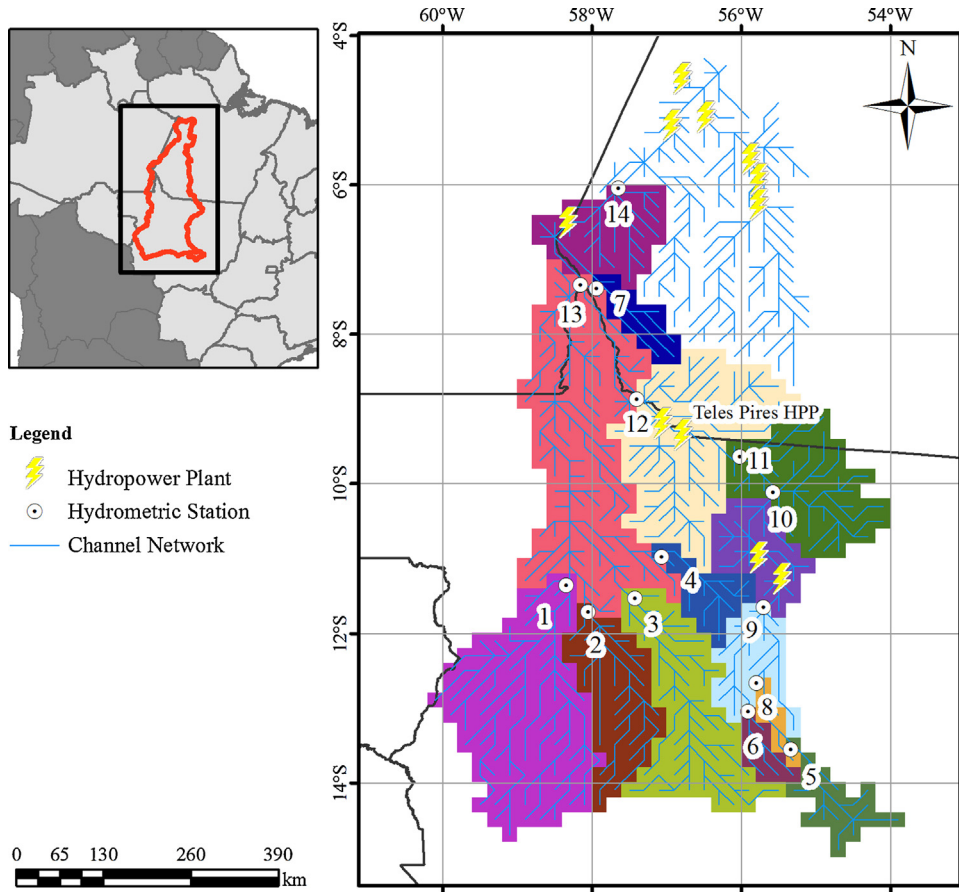 60°W 58°W 56°W 54°W
4°S
N
6°S
14
7
13
8°S
Teles Pires HPP
12
Legend
11
Hydropower Plant
10°S
Hydrometric Station
10
Channel Network
4
1
3
9
12°S
2
8
6
5
14°S
0 65 130 260 390
km